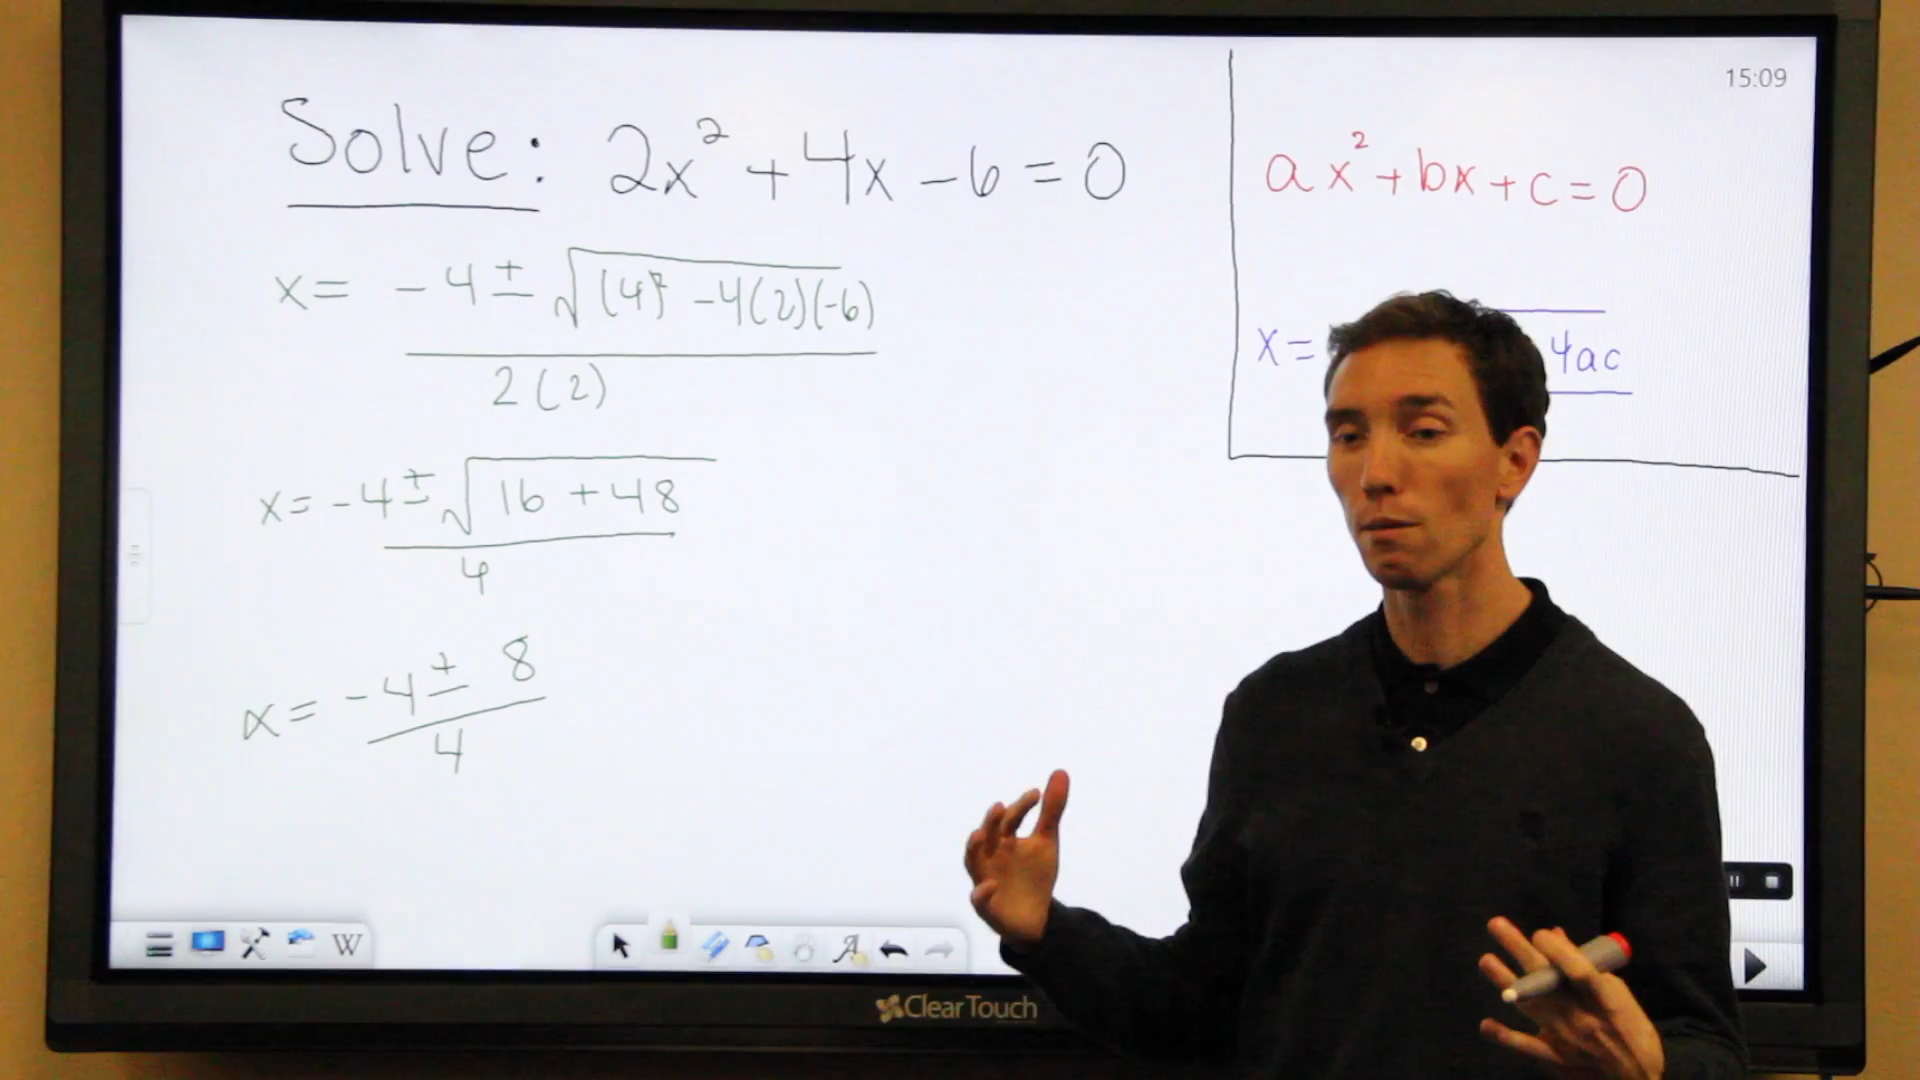 Solve: 2x² + 4x - 6 = 0
x = -4 ± √(4)² - 4(2)(-6)
2(2)
x = -4 ± √16 + 48
4
x = -4 ± 8
4
15:09
ax² + bx + c = 0
x = 4ac
W
A
ClearTouch